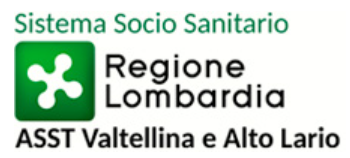 Sistema Socio Sanitario
Regione
Lombardia
ASST Valtellina e Alto Lario